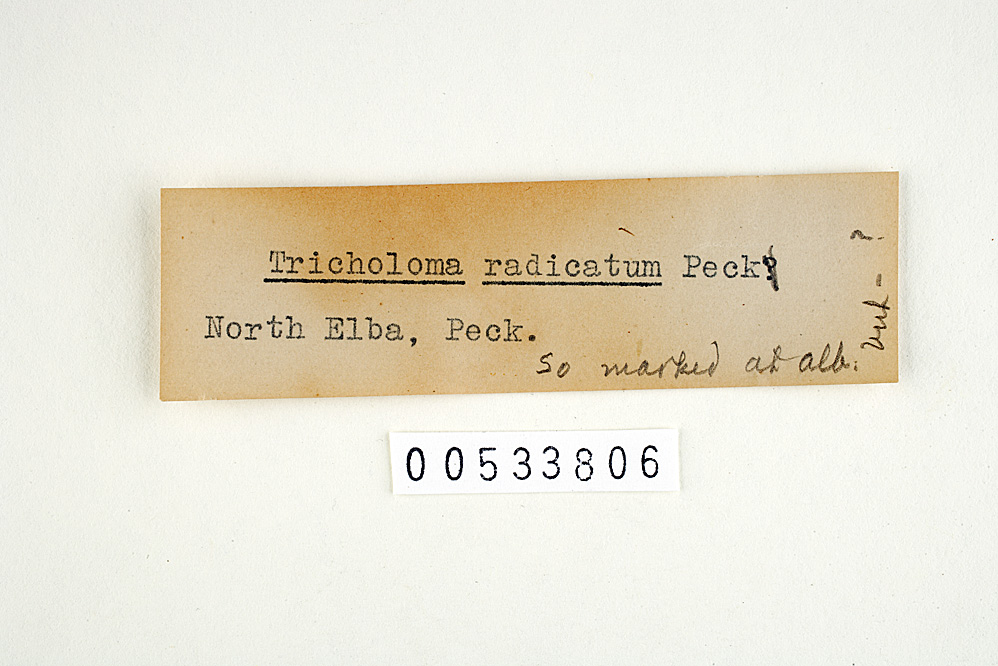 Tricholoma radicatum Peck?
North Elba, Peck.
So marked at alb.
00533806